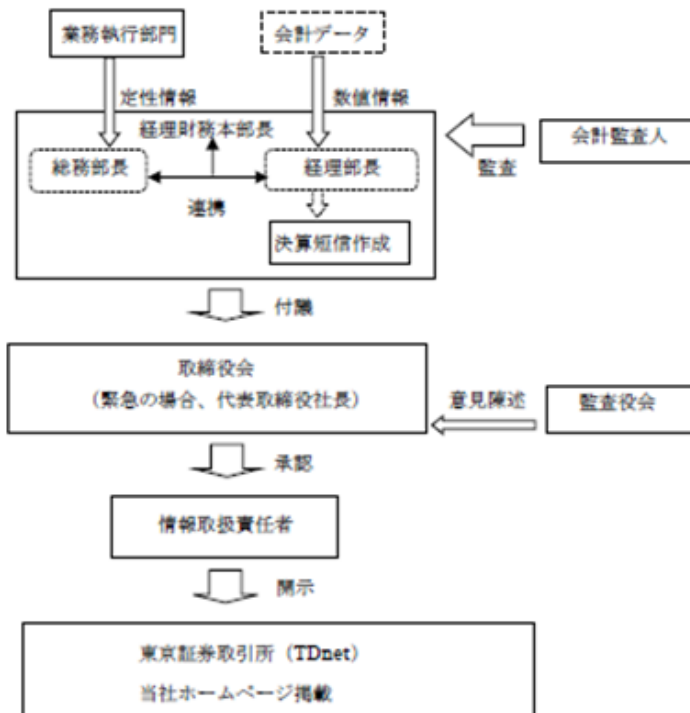 業務執行部門
会計データ
定性情報
数値情報
経理財務本部長
会計監査人
総務部長
経理部長
監査
連携
決算短信作成
付議
取締役会
(緊急の場合、代表取締役社長)
意見陳述
監査役会
承認
情報取扱責任者
開示
東京証券取引所(TDnet)
当社ホームページ掲載